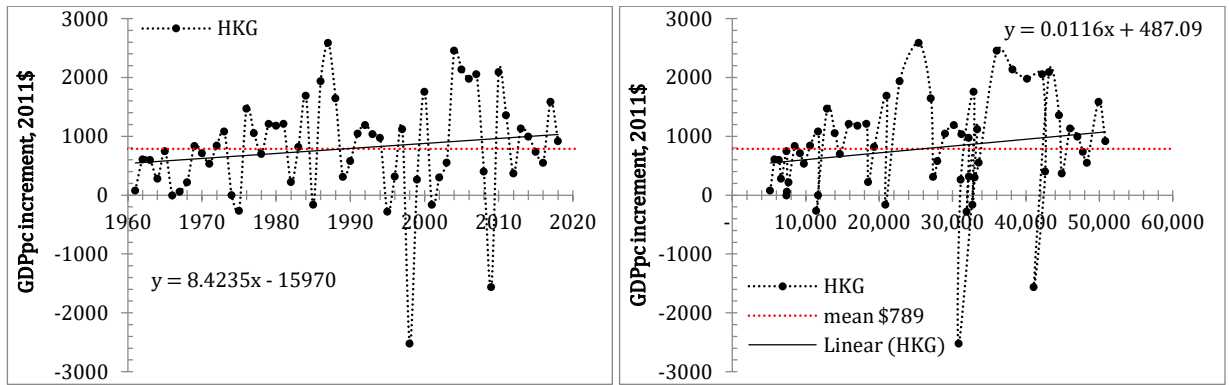 GDPpc increment, 2011$
3000
2000
1000
0
-1000
-2000
-3000
HKG
1960 1970 1980 1990 2000 2010 2020
y = 8.4235x - 15970
GDPpc increment, 2011$
3000
2000
1000
0
-1000
-2000
-3000
y = 0.0116x + 487.09
- 10,000 20,000 30,000 40,000 50,000 60,000
HKG
mean $789
Linear (HKG)